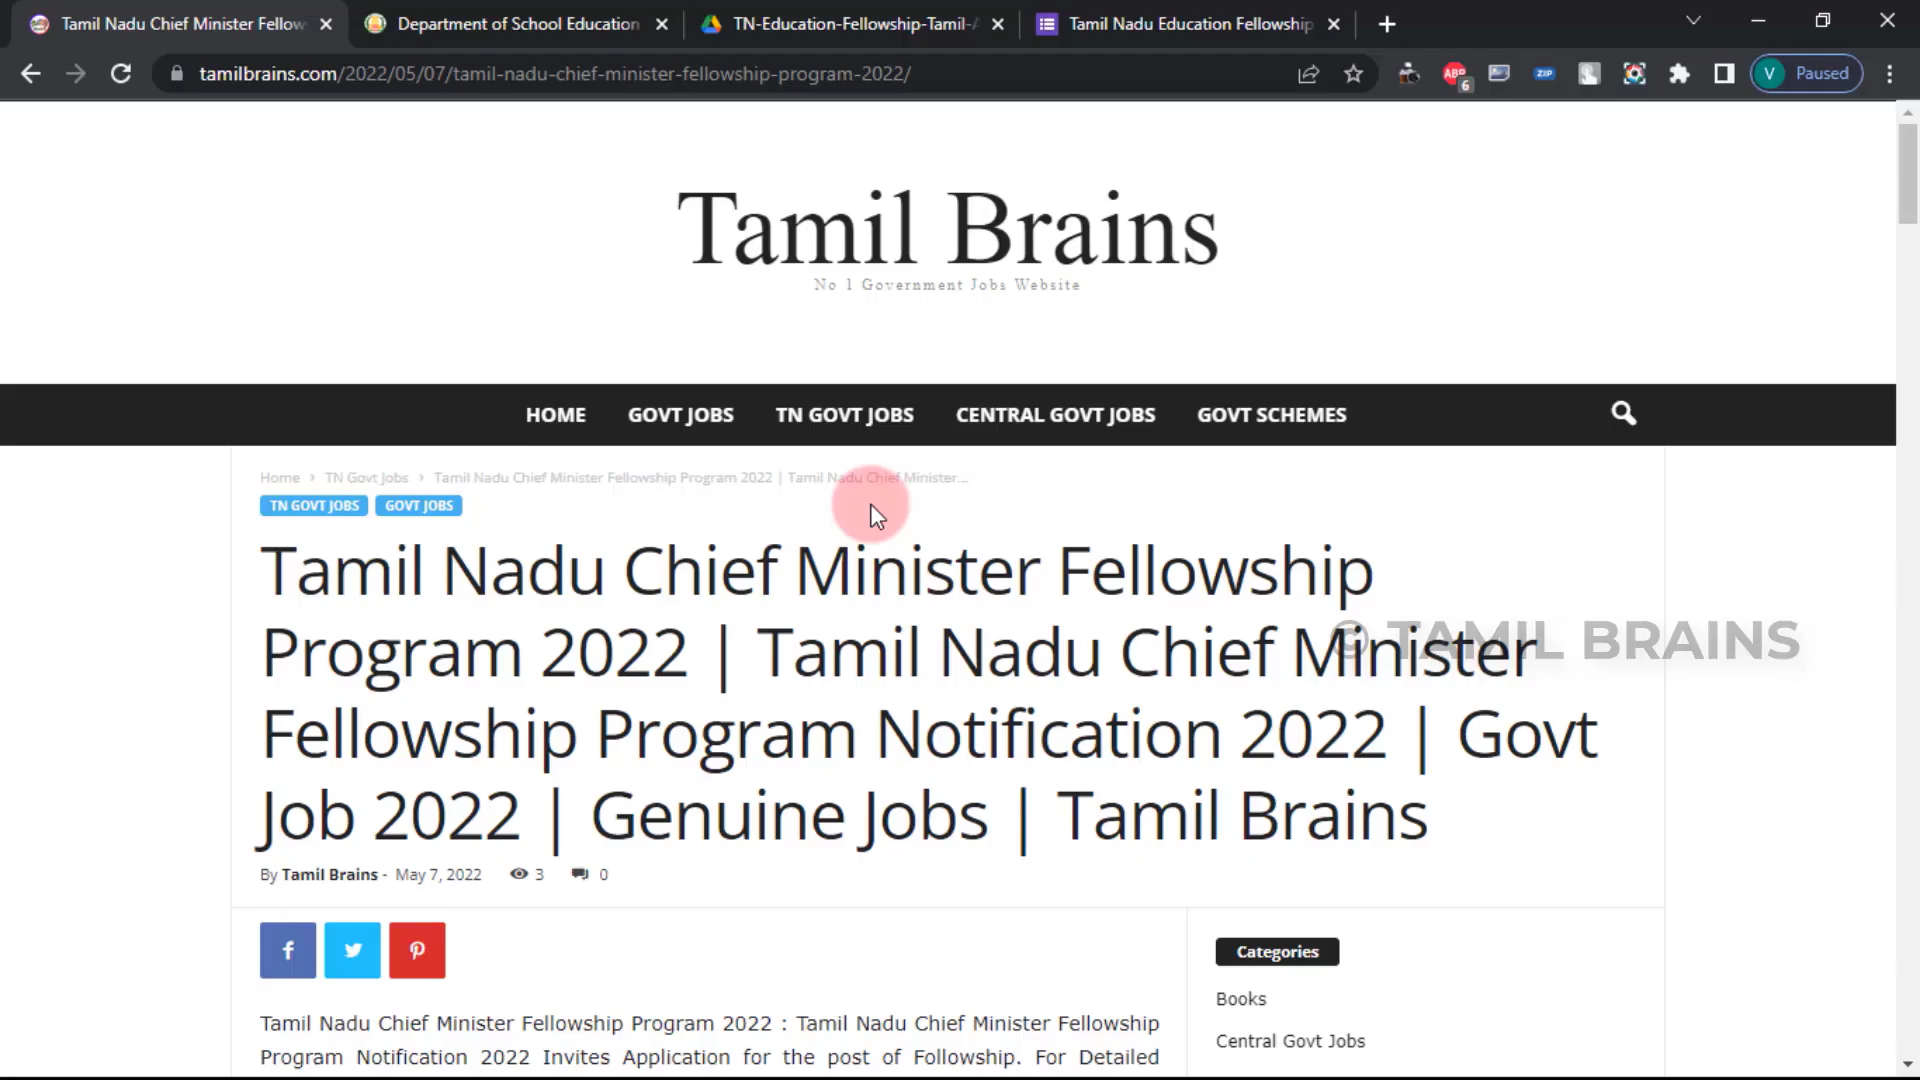 Tamil Nadu Chief Minister Fellow
Department of School Education
TN-Education-Fellowship-Tamil-A
Tamil Nadu Education Fellowship
tamilbrains.com/2022/05/07/tamil-nadu-chief-minister-fellowship-program-2022/
ABP
6
ZIP
V
Paused
Tamil Brains
No 1 Government Jobs Website
HOME
GOVT JOBS
TN GOVT JOBS
CENTRAL GOVT JOBS
GOVT SCHEMES
Home › TN Govt Jobs › Tamil Nadu Chief Minister Fellowship Program 2022 | Tamil Nadu Chief Minister...
TN GOVT JOBS
GOVT JOBS
Tamil Nadu Chief Minister Fellowship
Program 2022 | Tamil Nadu Chief Minister
Fellowship Program Notification 2022 | Govt
Job 2022 | Genuine Jobs | Tamil Brains
© TAMIL BRAINS
By Tamil Brains - May 7, 2022 3 0
Categories
Books
Central Govt Jobs
Tamil Nadu Chief Minister Fellowship Program 2022 : Tamil Nadu Chief Minister Fellowship
Program Notification 2022 Invites Application for the post of Followship. For Detailed